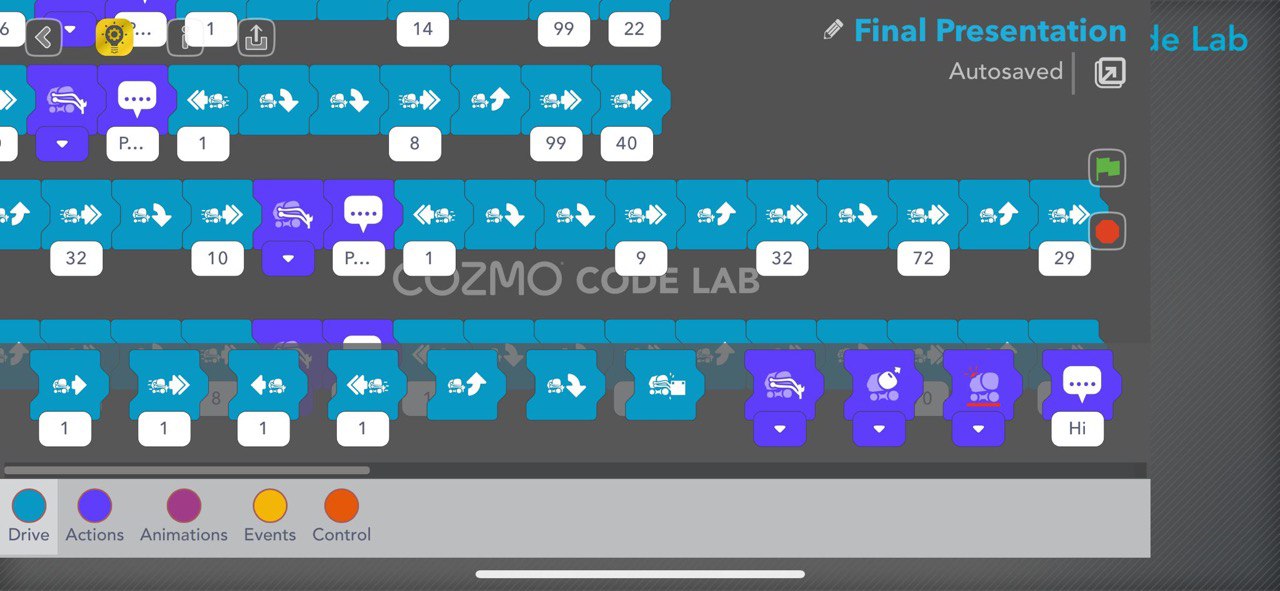 6 ... 1 14 99 22
Final Presentation
de Lab
Autosaved
P... 1 8 99 40
32 10 P... 1 9 32 72 29
COZMO CODE LAB
8
1 1 1 1 Hi
Drive Actions Animations Events Control